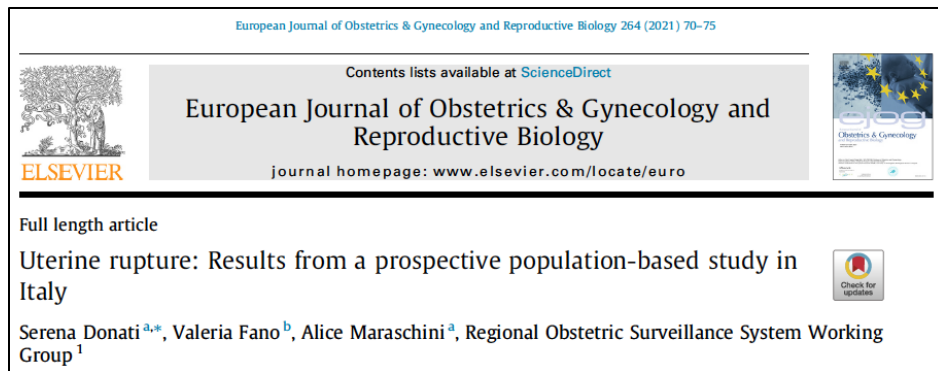 European Journal of Obstetrics & Gynecology and Reproductive Biology 264 (2021) 70–75
Contents lists available at ScienceDirect
European Journal of Obstetrics & Gynecology and
Reproductive Biology
journal homepage: www.elsevier.com/locate/euro
ELSEVIER
ejog
Obstetrics & Gynecology
Full length article
Uterine rupture: Results from a prospective population-based study in
Italy
Check for
updates
Serena Donati a,*, Valeria Fano b, Alice Maraschini a, Regional Obstetric Surveillance System Working
Group 1